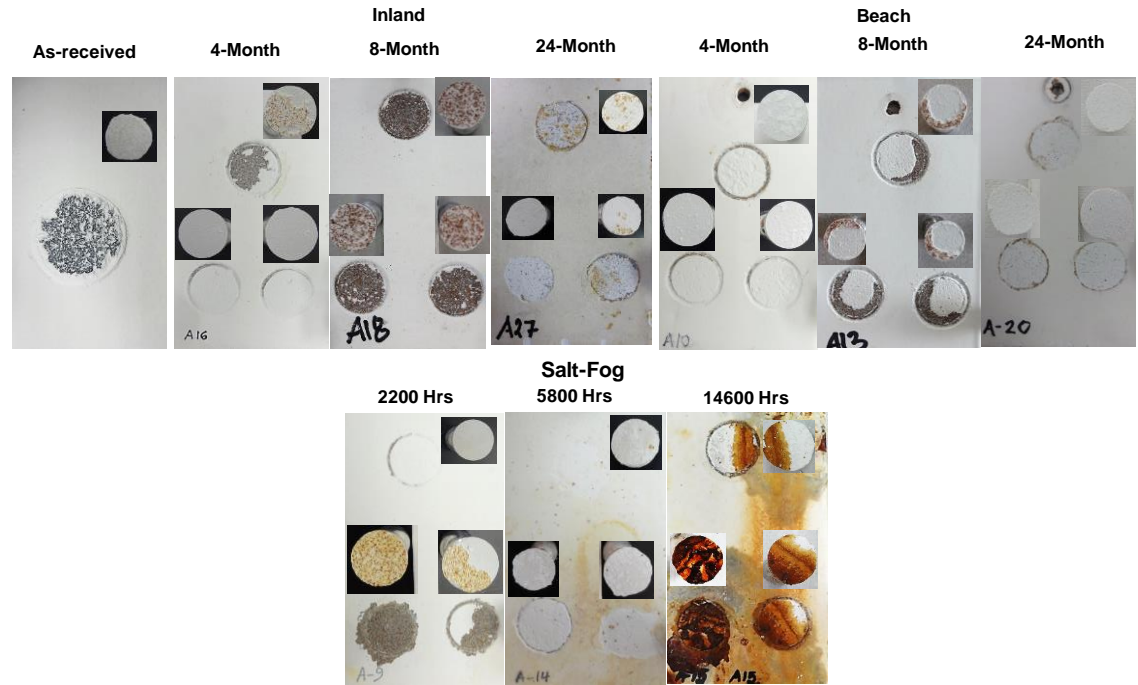 Inland
Beach
As-received
4-Month
8-Month
24-Month
4-Month
8-Month
24-Month
A16
A18
A27
A10
A13
A-20
Salt-Fog
2200 Hrs
5800 Hrs
14600 Hrs
A-9
A-14
A-15
A15